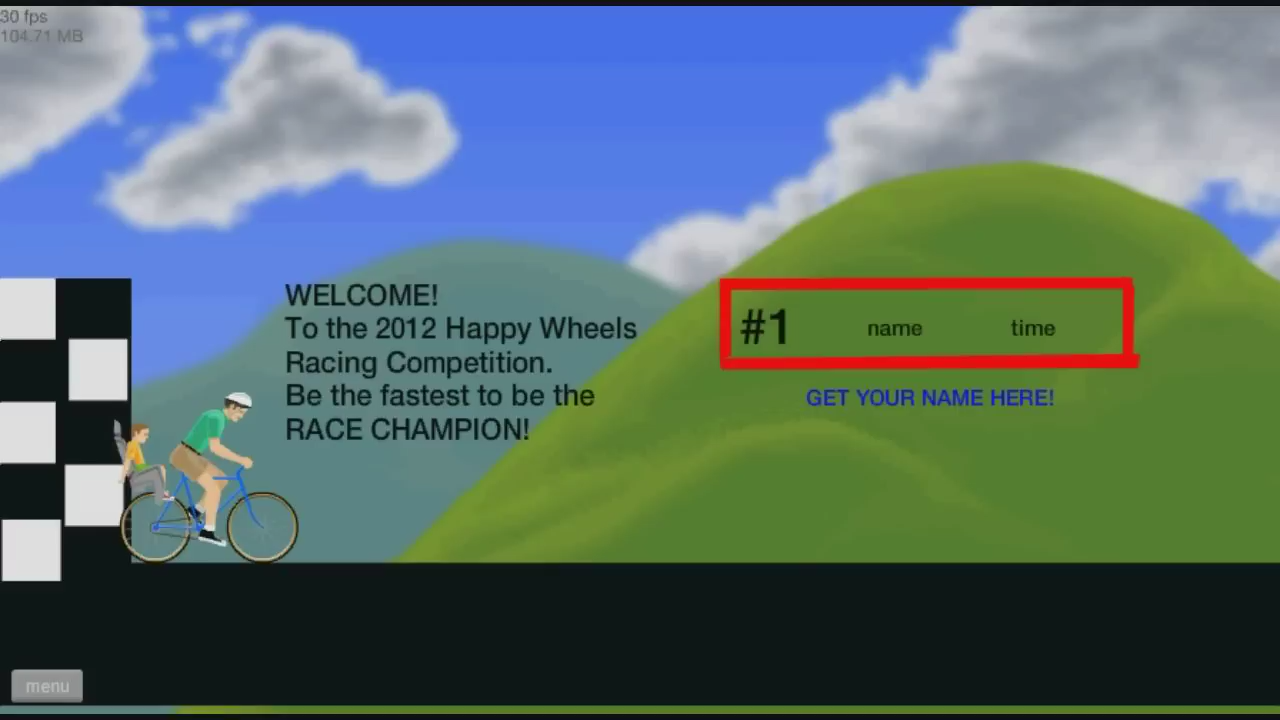 30 fps
104.71 MB
WELCOME!
To the 2012 Happy Wheels
Racing Competition.
Be the fastest to be the
RACE CHAMPION!
#1 name time
GET YOUR NAME HERE!
menu